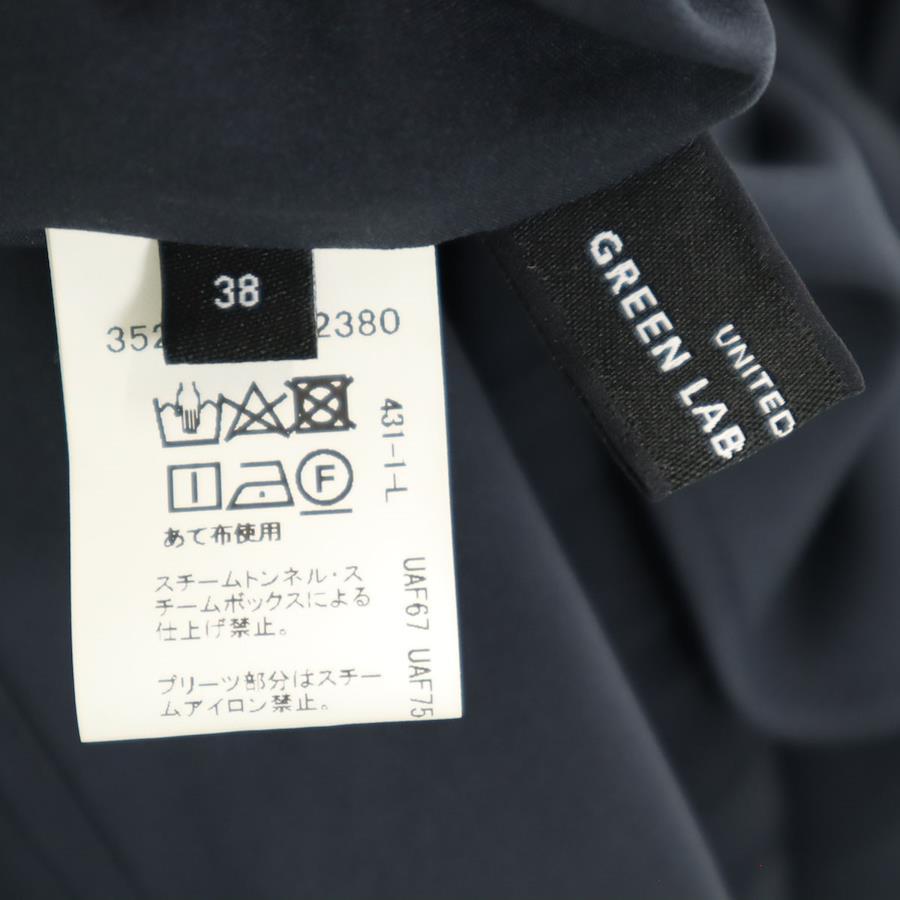 38
352
2380
431-1-L
F
あて布使用
スチームトンネル・ス
チームボックスによる
仕上げ禁止。
プリーツ部分はスチー
ムアイロン禁止。
UAF67 UAF75
GREEN LAB
UNITED